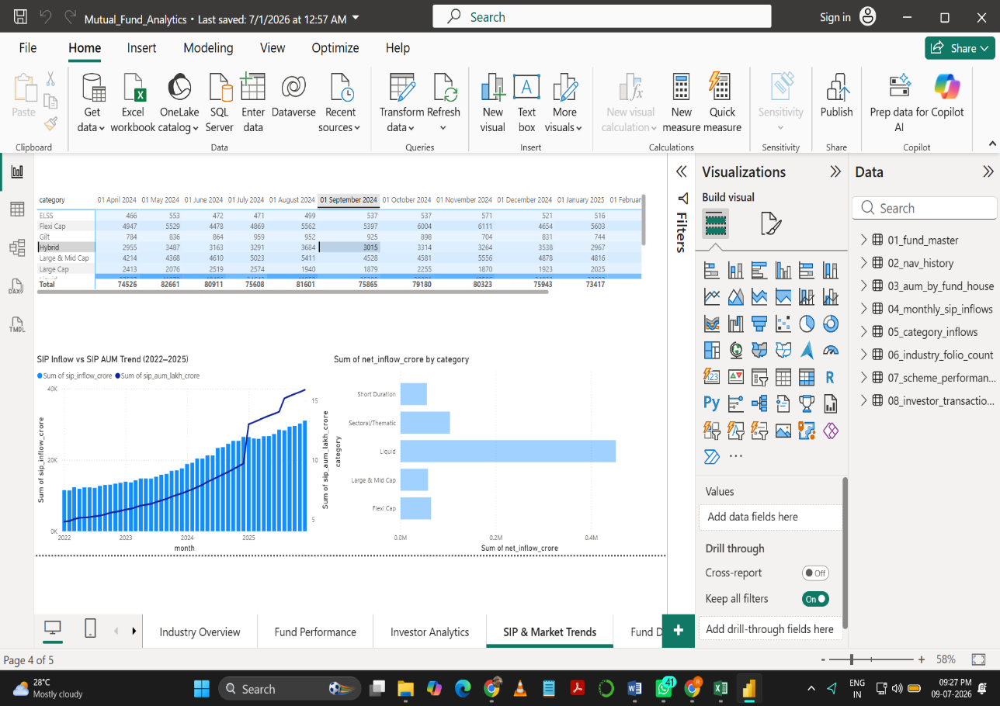 Mutual_Fund_Analytics • Last saved: 7/1/2026 at 12:57 AM
Search
Sign in
File Home Insert Modeling View Optimize Help
Share
Paste
Get data
Excel workbook
OneLake catalog
SQL Server
Enter data
Dataverse
Recent sources
Transform data
Refresh
New visual
Text box
More visuals
New visual calculation
New measure
Quick measure
Sensitivity
Publish
Prep data for AI
Copilot
Clipboard Data Queries Insert Calculations Sensitivity Share Copilot
category 01 April 2024 01 May 2024 01 June 2024 01 July 2024 01 August 2024 01 September 2024 01 October 2024 01 November 2024 01 December 2024 01 January 2025 01 Februar
ELSS 466 553 472 471 499 537 537 571 521 516
Flexi Cap 4947 5529 4478 4869 5562 5397 6004 6111 4654 5603
Gilt 784 836 864 959 952 925 898 704 831 744
Hybrid 2955 3487 3163 3291 3684 3015 3314 3264 3538 2967
Large & Mid Cap 4214 4368 4610 5023 5411 4528 4581 5556 4878 4816
Large Cap 2413 2076 2519 2574 1940 1879 2255 1870 1923 2025
Total 74526 82661 80911 75608 81601 75865 79180 80323 75943 73417
SIP Inflow vs SIP AUM Trend (2022–2025)
Sum of sip_inflow_crore Sum of sip_aum_lakh_crore
Sum of sip_inflow_crore
40K
20K
0K
2022 2023 2024 2025
month
15
10
5
Sum of sip_aum_lakh_crore
Sum of net_inflow_crore by category
category
Short Duration
Sectoral/Thematic
Liquid
Large & Mid Cap
Flexi Cap
0.0M 0.2M 0.4M
Sum of net_inflow_crore
Filters
Visualizations
Build visual
Values
Add data fields here
Drill through
Cross-report Off
Keep all filters On
Add drill-through fields here
Data
Search
01_fund_master
02_nav_history
03_aum_by_fund_house
04_monthly_sip_inflows
05_category_inflows
06_industry_folio_count
07_scheme_performan...
08_investor_transactio...
DAX
TMDL
123
R
Py
Industry Overview Fund Performance Investor Analytics SIP & Market Trends Fund D
+
Page 4 of 5
- + 58%
28°C
Mostly cloudy
Search
41
ENG
IN
09:27 PM
09-07-2026